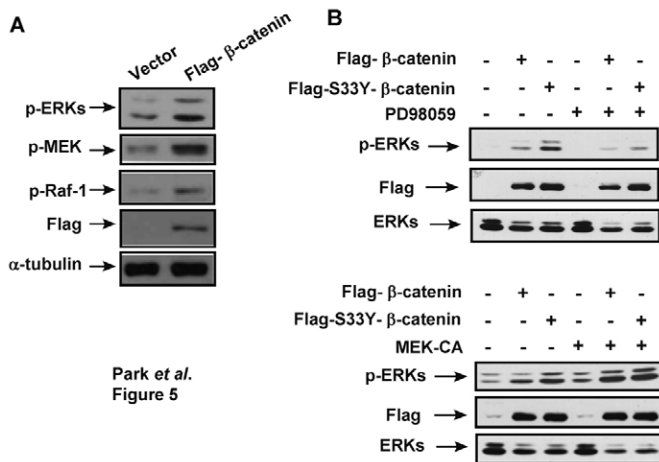 A
Vector
Flag- β-catenin
p-ERKs
p-MEK
p-Raf-1
Flag
α-tubulin
Park et al.
Figure 5
B
Flag- β-catenin - + - - + -
Flag-S33Y- β-catenin - - + - - +
PD98059 - - - + + +
p-ERKs
Flag
ERKs
Flag- β-catenin - + - - + -
Flag-S33Y- β-catenin - - + - - +
MEK-CA - - - + + +
p-ERKs
Flag
ERKs